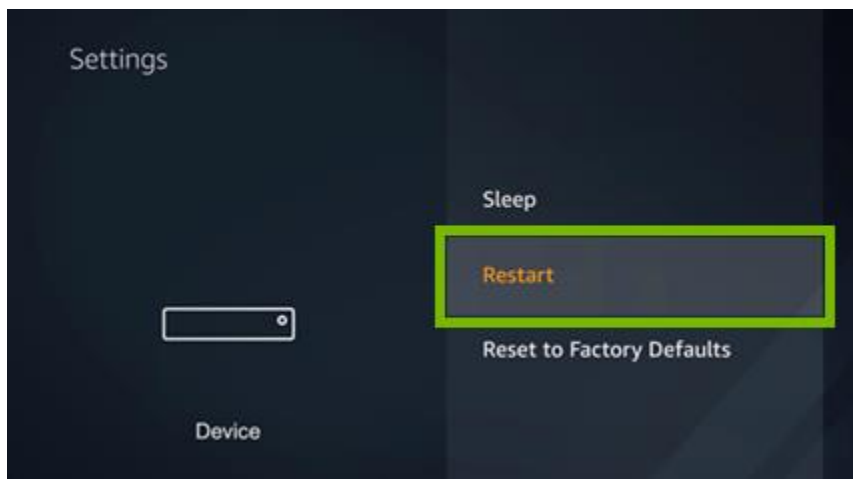 Settings
Sleep
Restart
Reset to Factory Defaults
Device